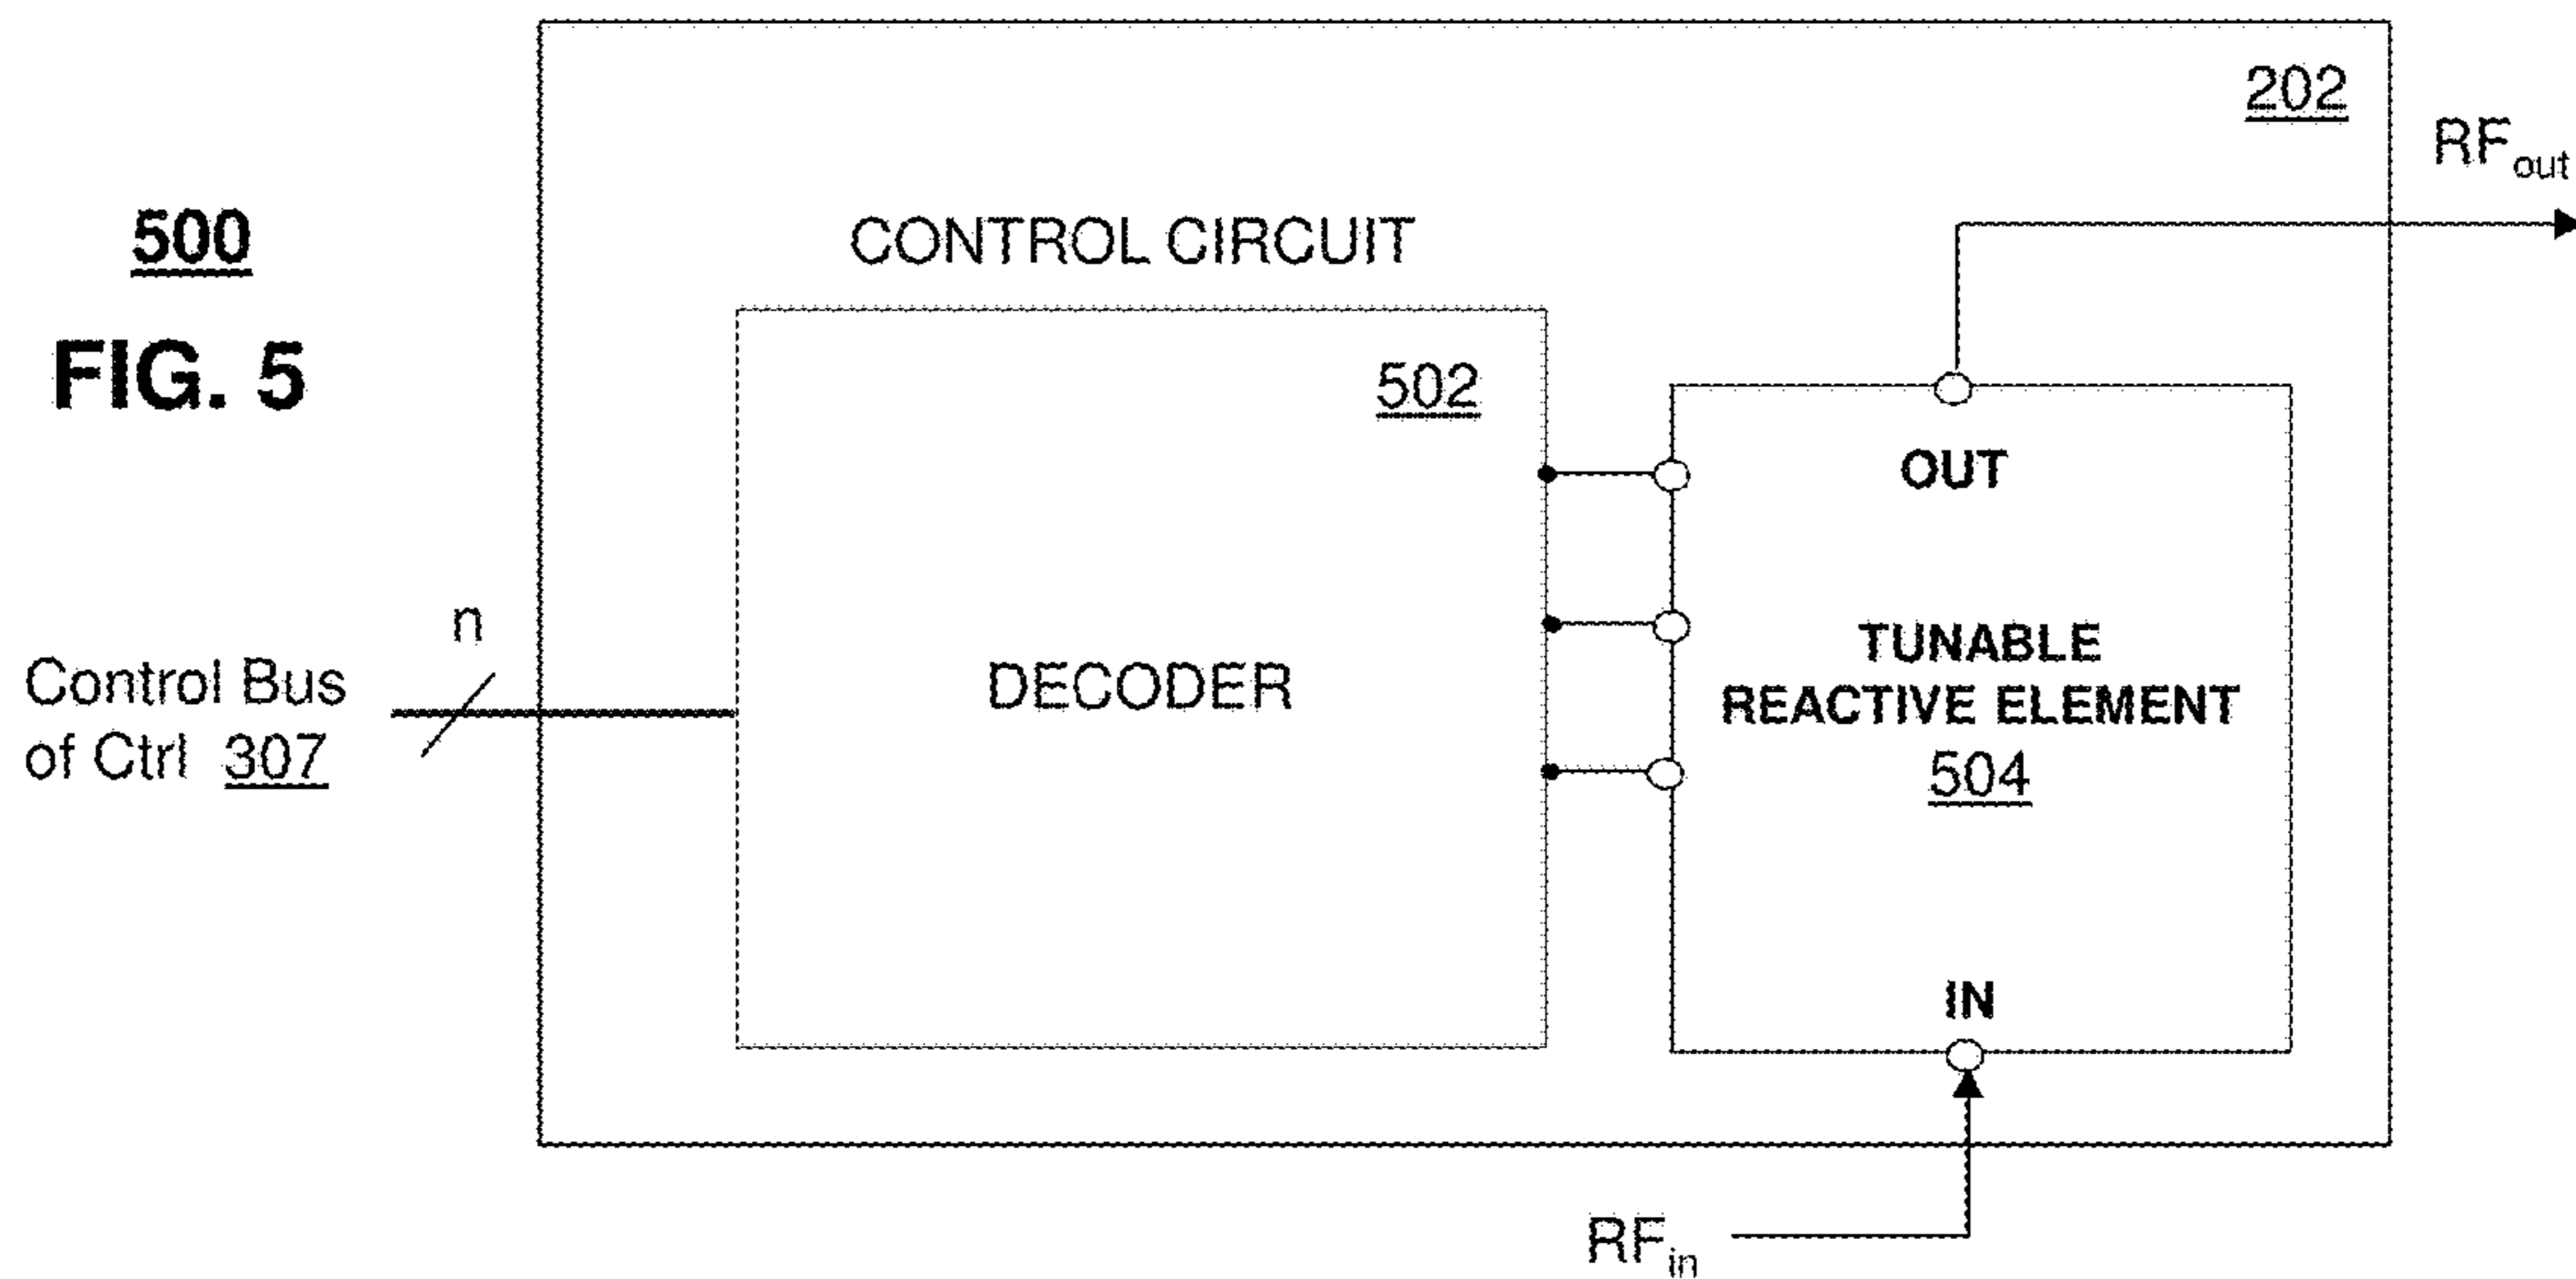 500
FIG. 5
202
RFout
CONTROL CIRCUIT
502
OUT
n
Control Bus
of Ctrl 307
DECODER
TUNABLE
REACTIVE ELEMENT
504
IN
RFin